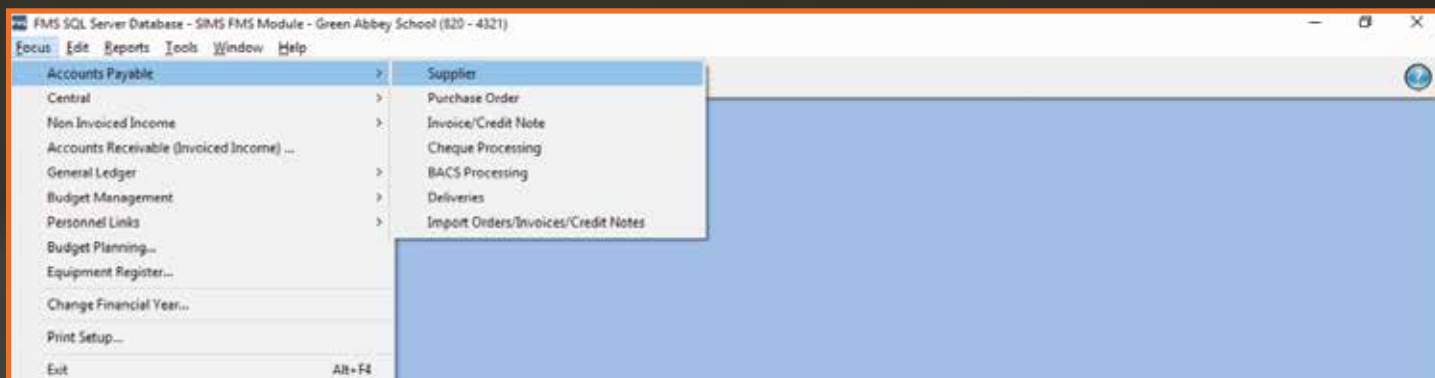 FMS SQL Server Database - SIMS FMS Module - Green Abbey School (820 - 4321)
Focus Edit Reports Tools Window Help
Accounts Payable
Central
Non Invoiced Income
Accounts Receivable (Invoiced Income) ...
General Ledger
Budget Management
Personnel Links
Budget Planning...
Equipment Register...
Change Financial Year...
Print Setup...
Exit Alt+F4
Supplier
Purchase Order
Invoice/Credit Note
Cheque Processing
BACS Processing
Deliveries
Import Orders/Invoices/Credit Notes